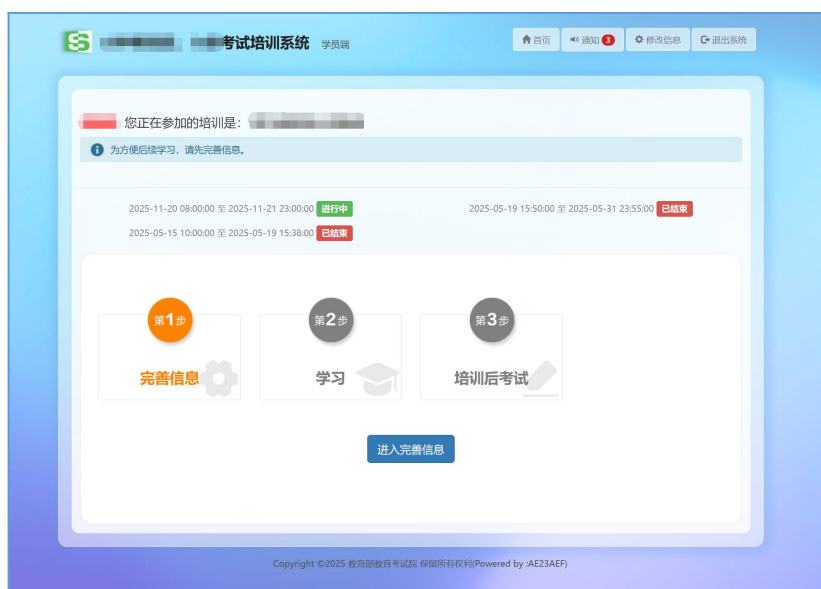 考试培训系统 学员端 首页 通知 3 修改信息 退出系统
您正在参加的培训是：
为方便后续学习，请先完善信息。
2025-11-20 08:00:00 至 2025-11-21 23:00:00 进行中 2025-05-19 15:50:00 至 2025-05-31 23:55:00 已结束
2025-05-15 10:00:00 至 2025-05-19 15:38:00 已结束
第1步 第2步 第3步
完善信息 学习 培训后考试
进入完善信息
Copyright ©2025 教育部教育考试院 保留所有权利(Powered by :AE23AEF)